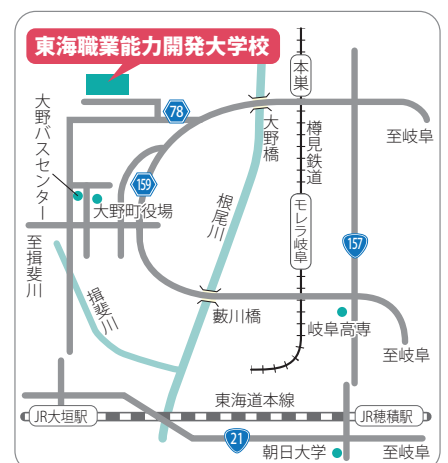 東海職業能力開発大学校
本巣
78
大野橋
樽見鉄道
至岐阜
大野バスセンター
159
大野町役場
根尾川
モレラ岐阜
157
至揖斐川
揖斐川
藪川橋
岐阜高専
至岐阜
東海道本線
JR大垣駅
JR穂積駅
21
朝日大学
至岐阜